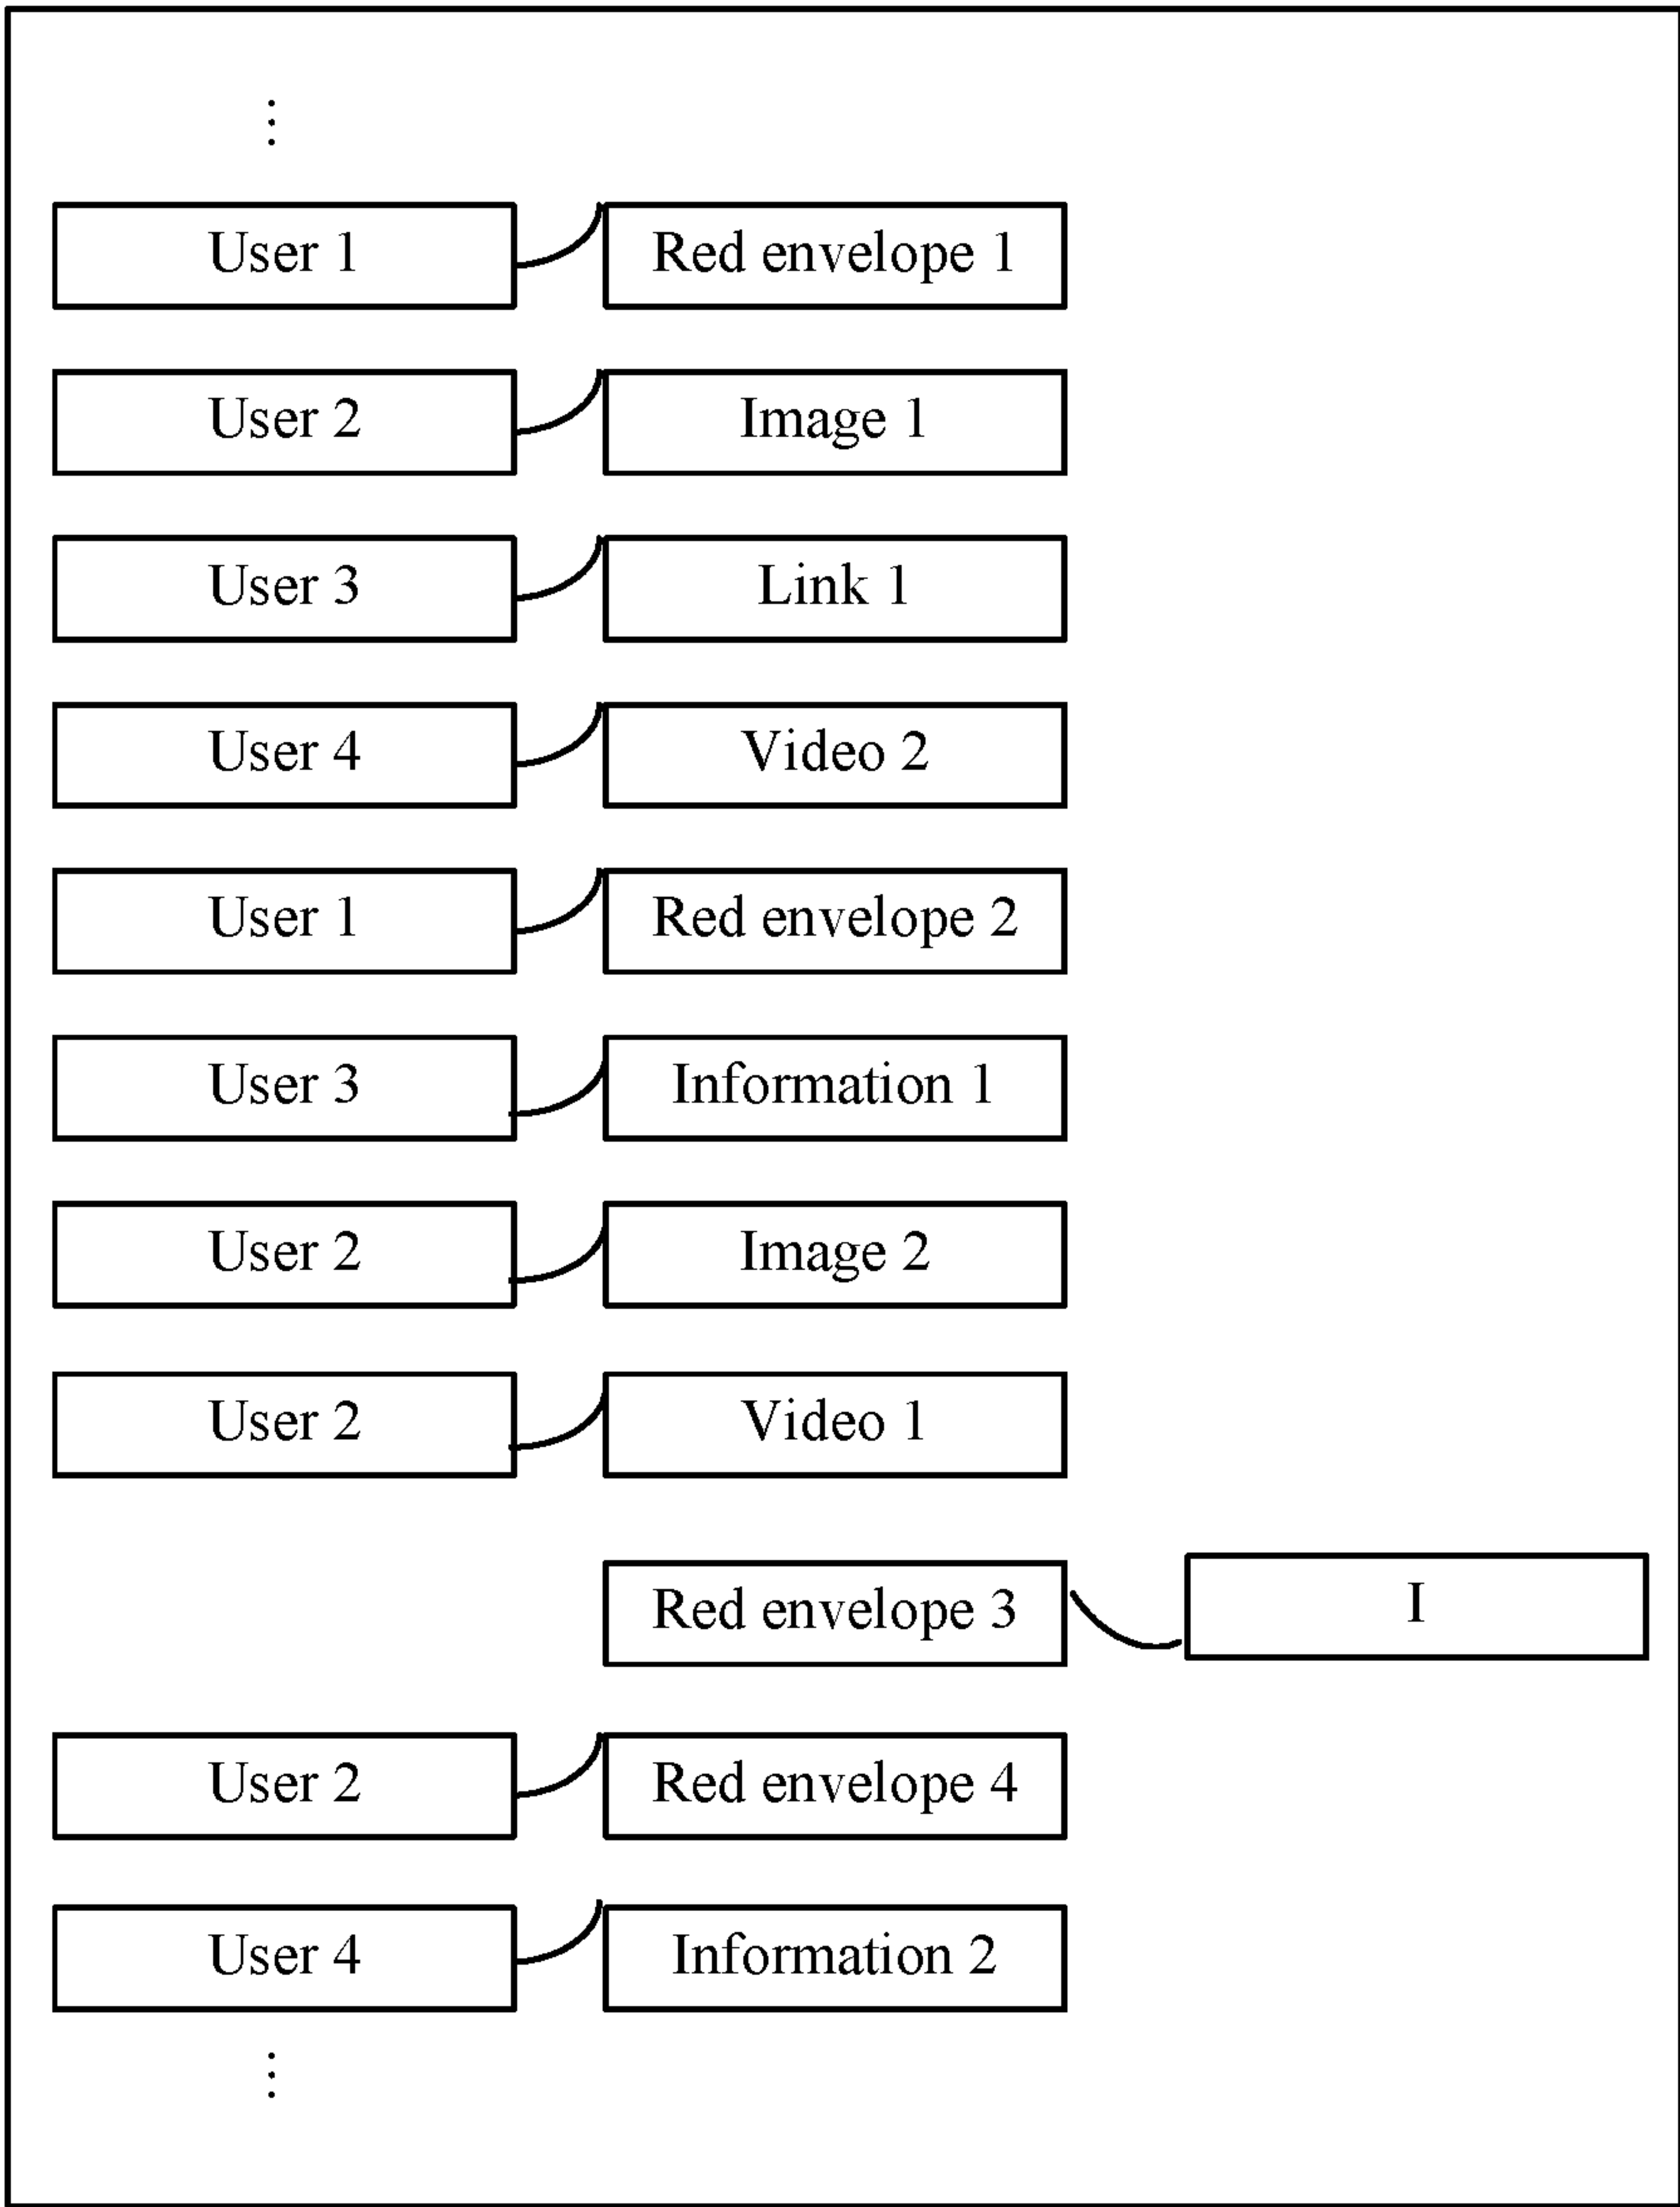 ⋮
User 1 Red envelope 1
User 2 Image 1
User 3 Link 1
User 4 Video 2
User 1 Red envelope 2
User 3 Information 1
User 2 Image 2
User 2 Video 1
Red envelope 3 I
User 2 Red envelope 4
User 4 Information 2
⋮